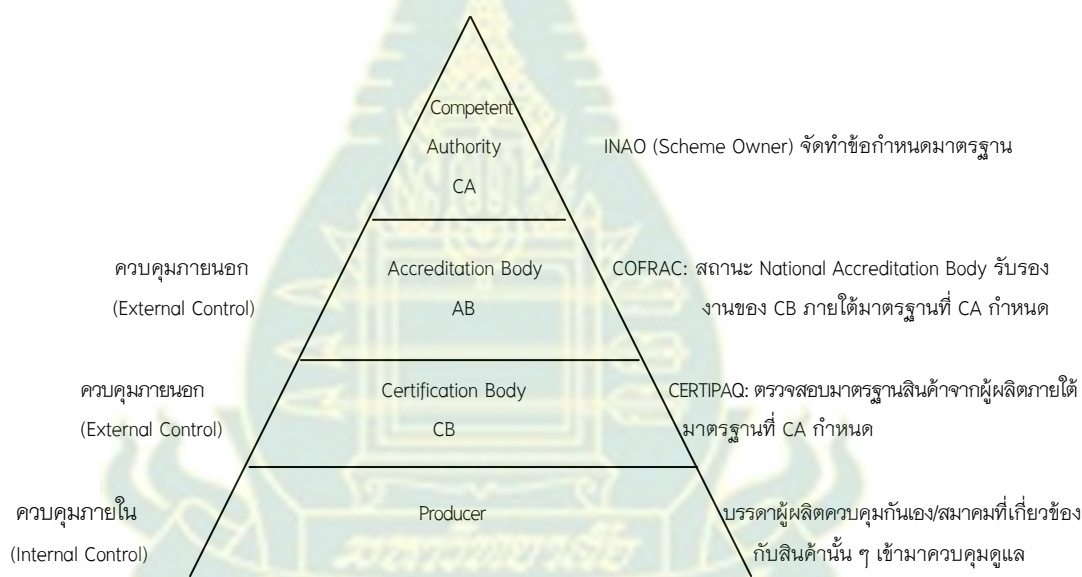 Competent
Authority
CA
INAO (Scheme Owner) จัดทำข้อกำหนดมาตรฐาน
ควบคุมภายนอก
(External Control)
Accreditation Body
AB
COFRAC: สถานะ National Accreditation Body รับรอง
งานของ CB ภายใต้มาตรฐานที่ CA กำหนด
ควบคุมภายนอก
(External Control)
Certification Body
CB
CERTIPAQ: ตรวจสอบมาตรฐานสินค้าจากผู้ผลิตภายใต้
มาตรฐานที่ CA กำหนด
ควบคุมภายใน
(Internal Control)
Producer
บรรดาผู้ผลิตควบคุมกันเอง/สมาคมที่เกี่ยวข้อง
กับสินค้านั้น ๆ เข้ามาควบคุมดูแล